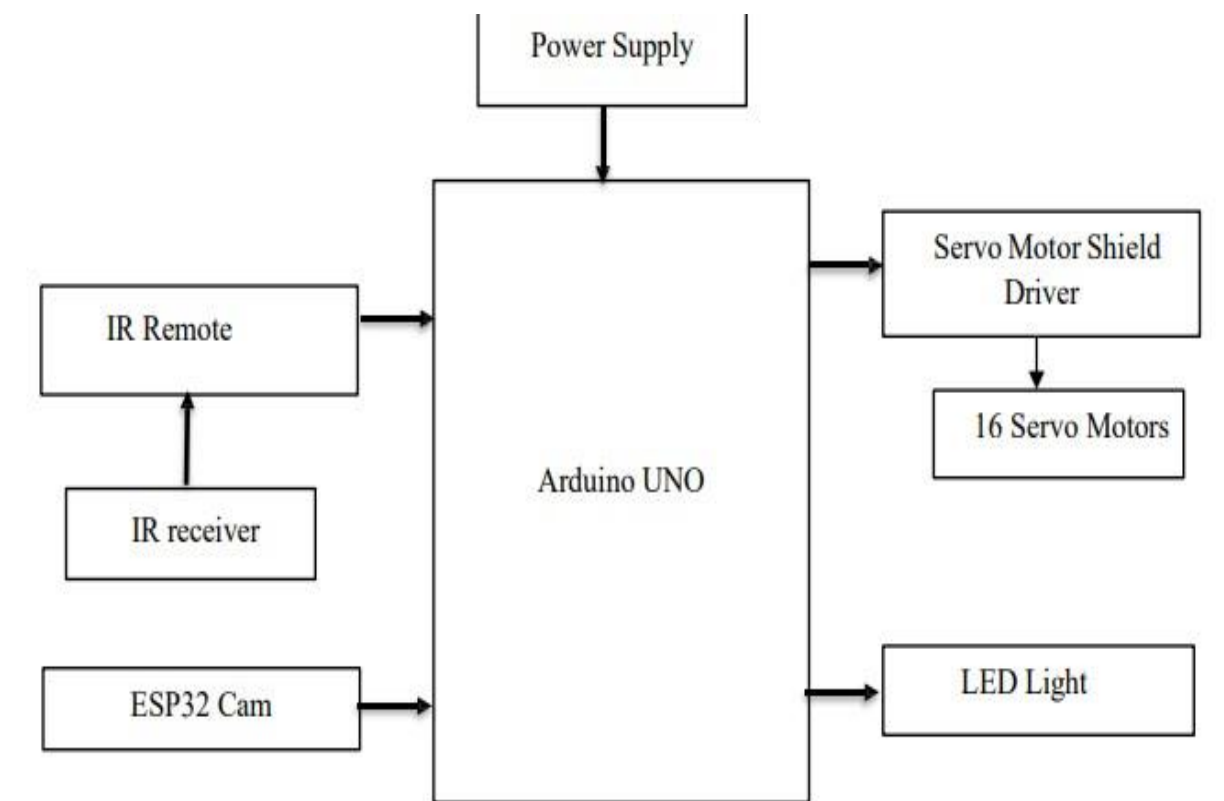 Power Supply
Servo Motor Shield
Driver
IR Remote
16 Servo Motors
Arduino UNO
IR receiver
LED Light
ESP32 Cam